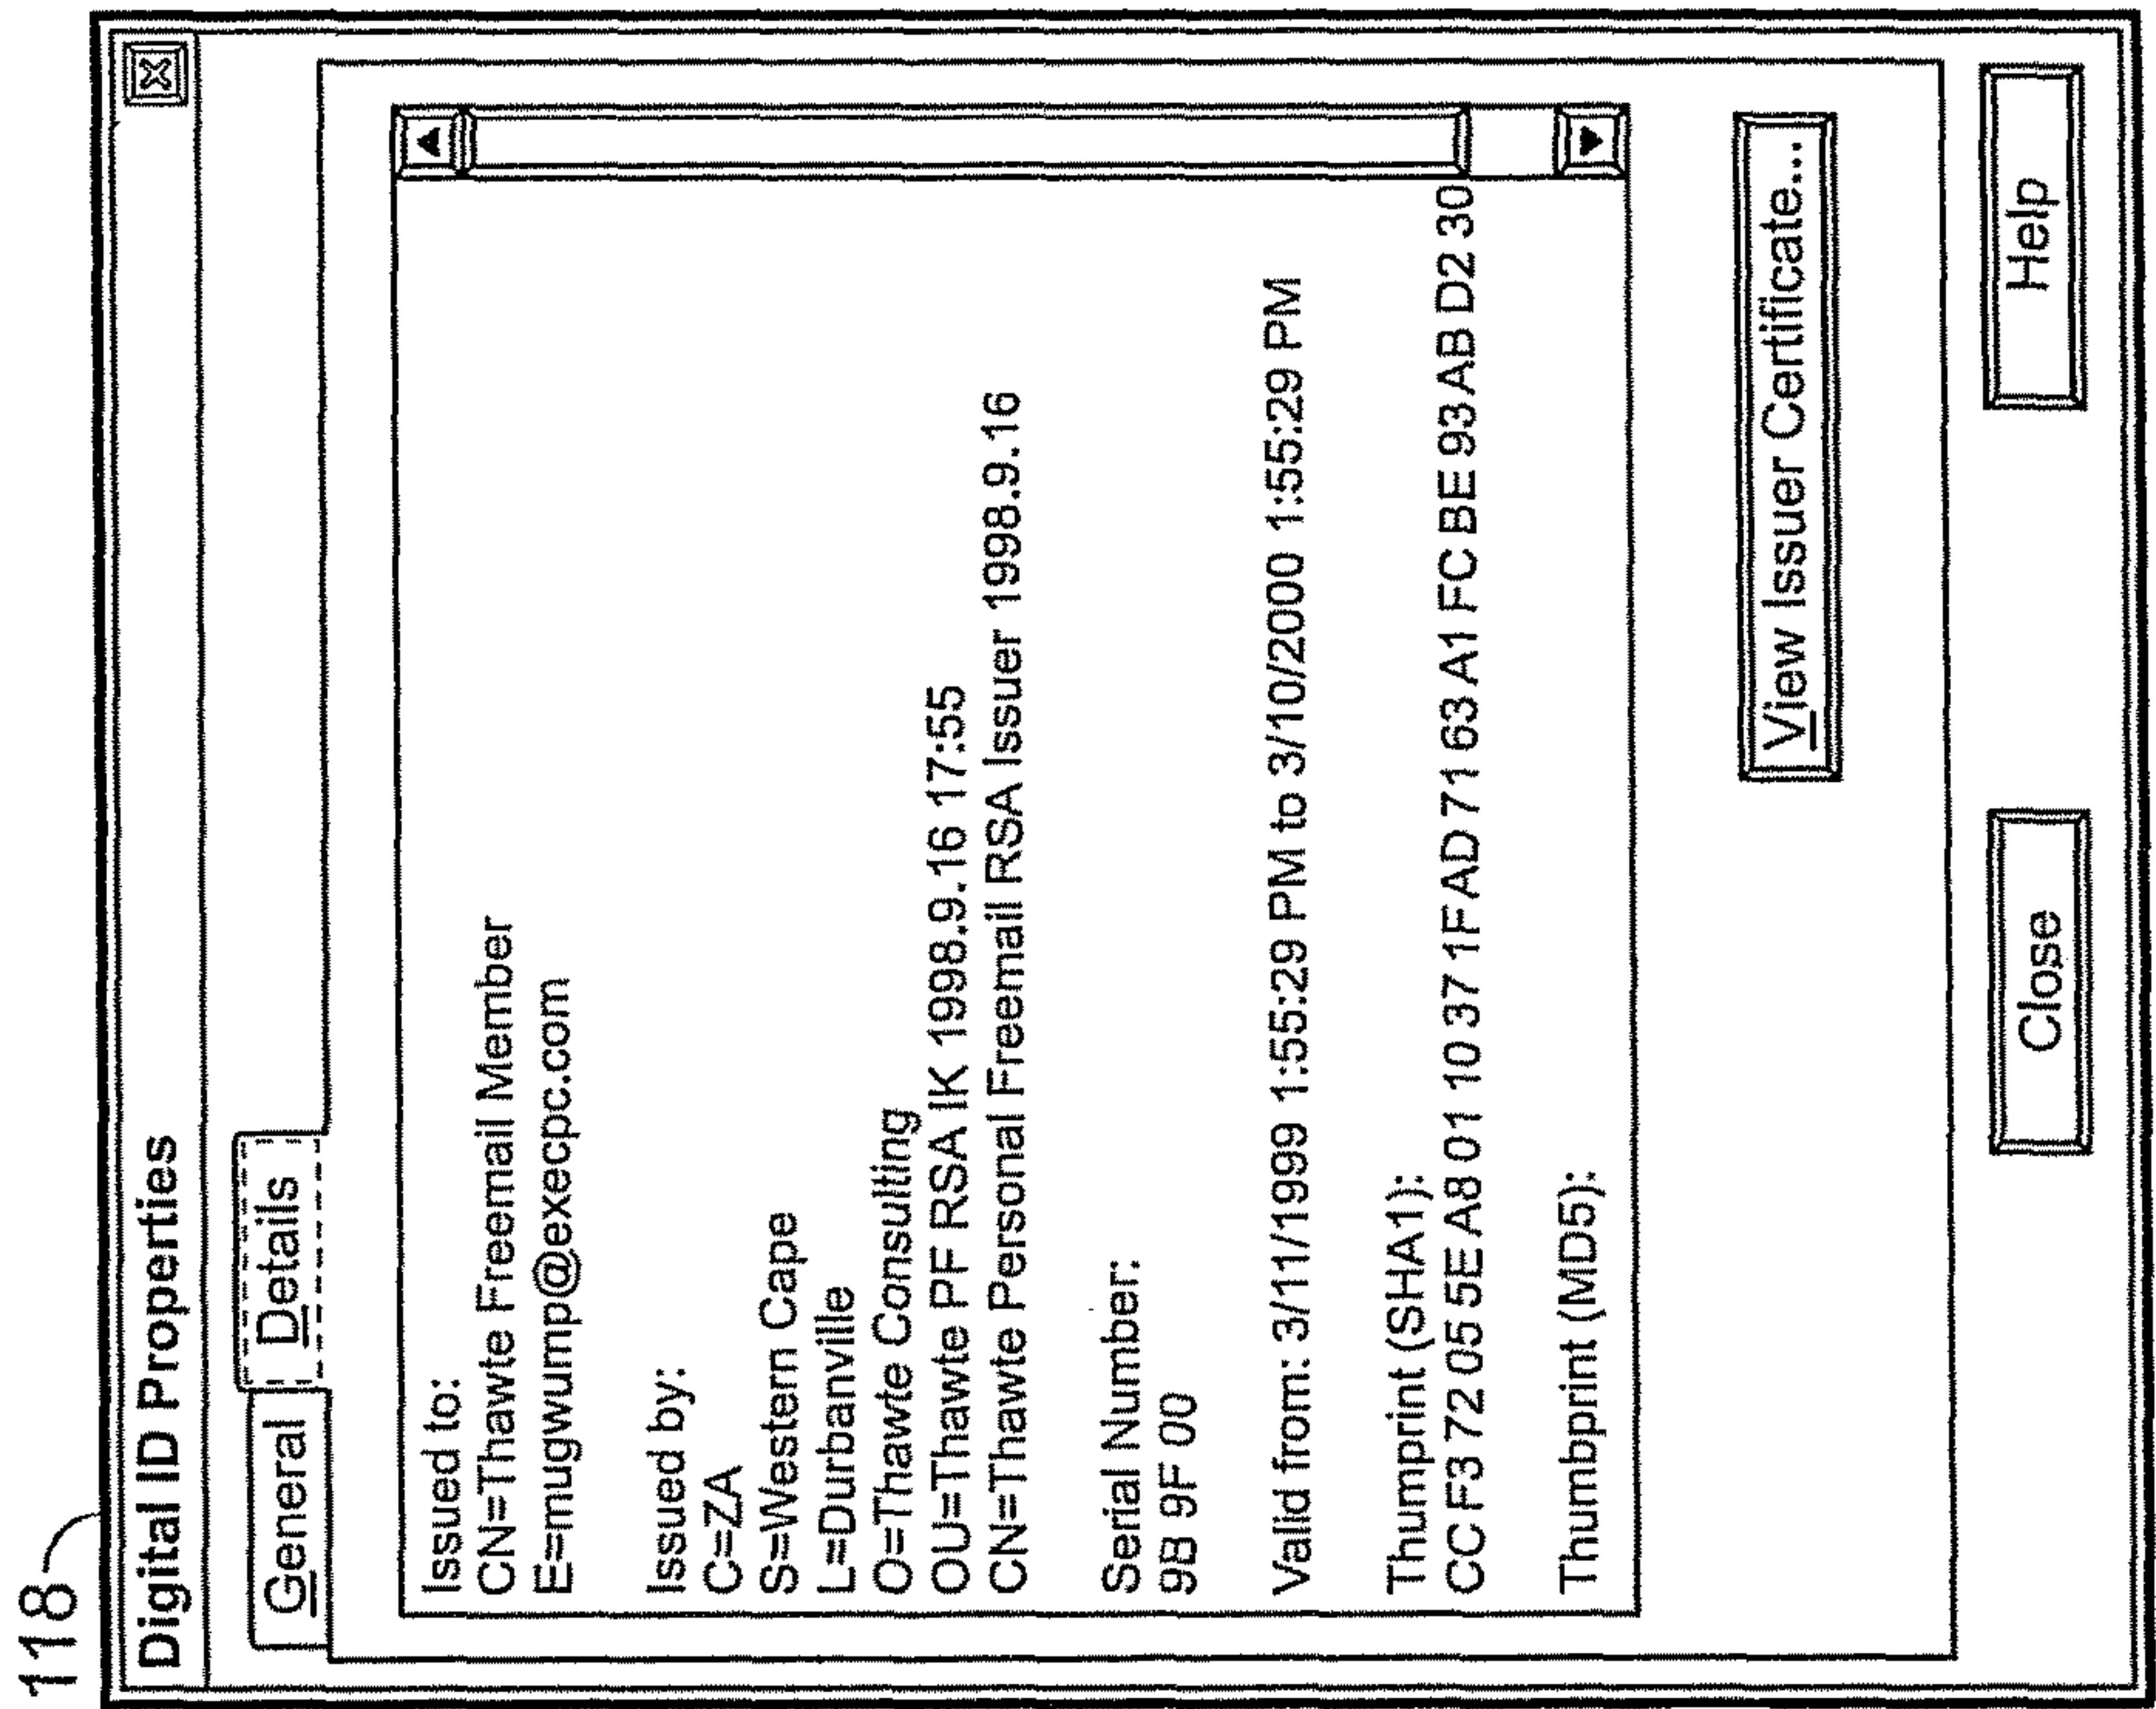 118
Digital ID Properties
General Details
Issued to:
CN=Thawte Freemail Member
E=mugwump@execpc.com
Issued by:
C=ZA
S=Western Cape
L=Durbanville
O=Thawte Consulting
OU=Thawte PF RSA IK 1998.9.16 17:55
CN=Thawte Personal Freemail RSA Issuer 1998.9.16
Serial Number:
9B 9F 00
Valid from: 3/11/1999 1:55:29 PM to 3/10/2000 1:55:29 PM
Thumprint (SHA1):
CC F3 72 05 5E A8 01 10 37 1F AD 71 63 A1 FC BE 93 AB D2 30
Thumbprint (MD5):
View Issuer Certificate...
Close Help